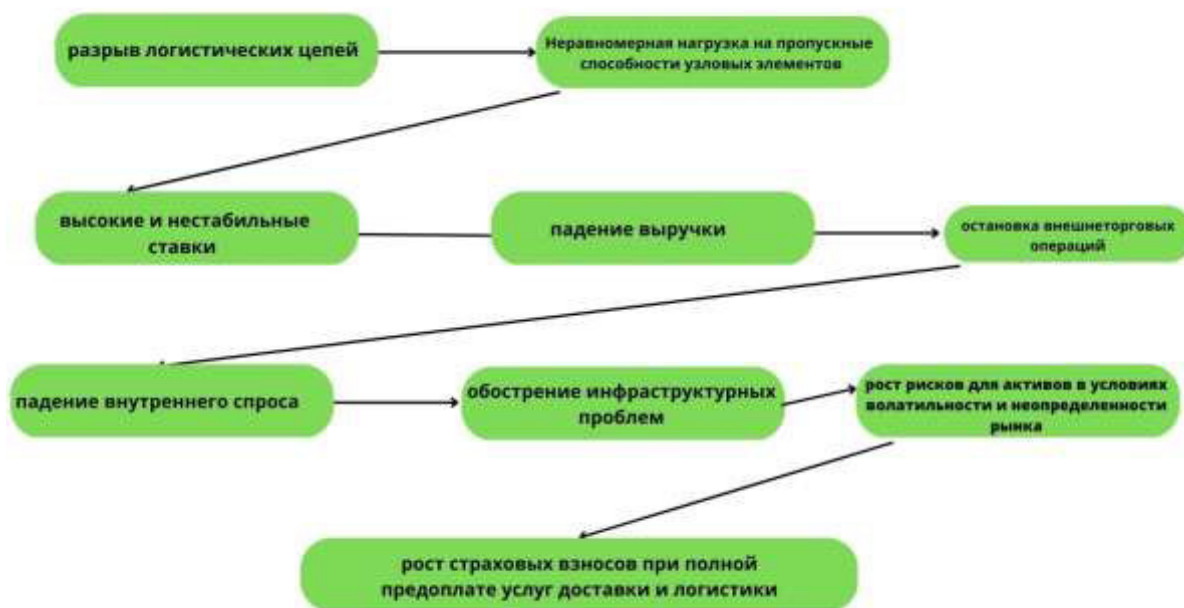 разрыв логистических цепей
Неравномерная нагрузка на пропускные
способности узловых элементов
высокие и нестабильные
ставки
падение выручки
остановка внешнеторговых
операций
падение внутреннего спроса
обострение инфраструктурных
проблем
рост рисков для активов в условиях
волатильности и неопределенности
рынка
рост страховых взносов при полной
предоплате услуг доставки и логистики